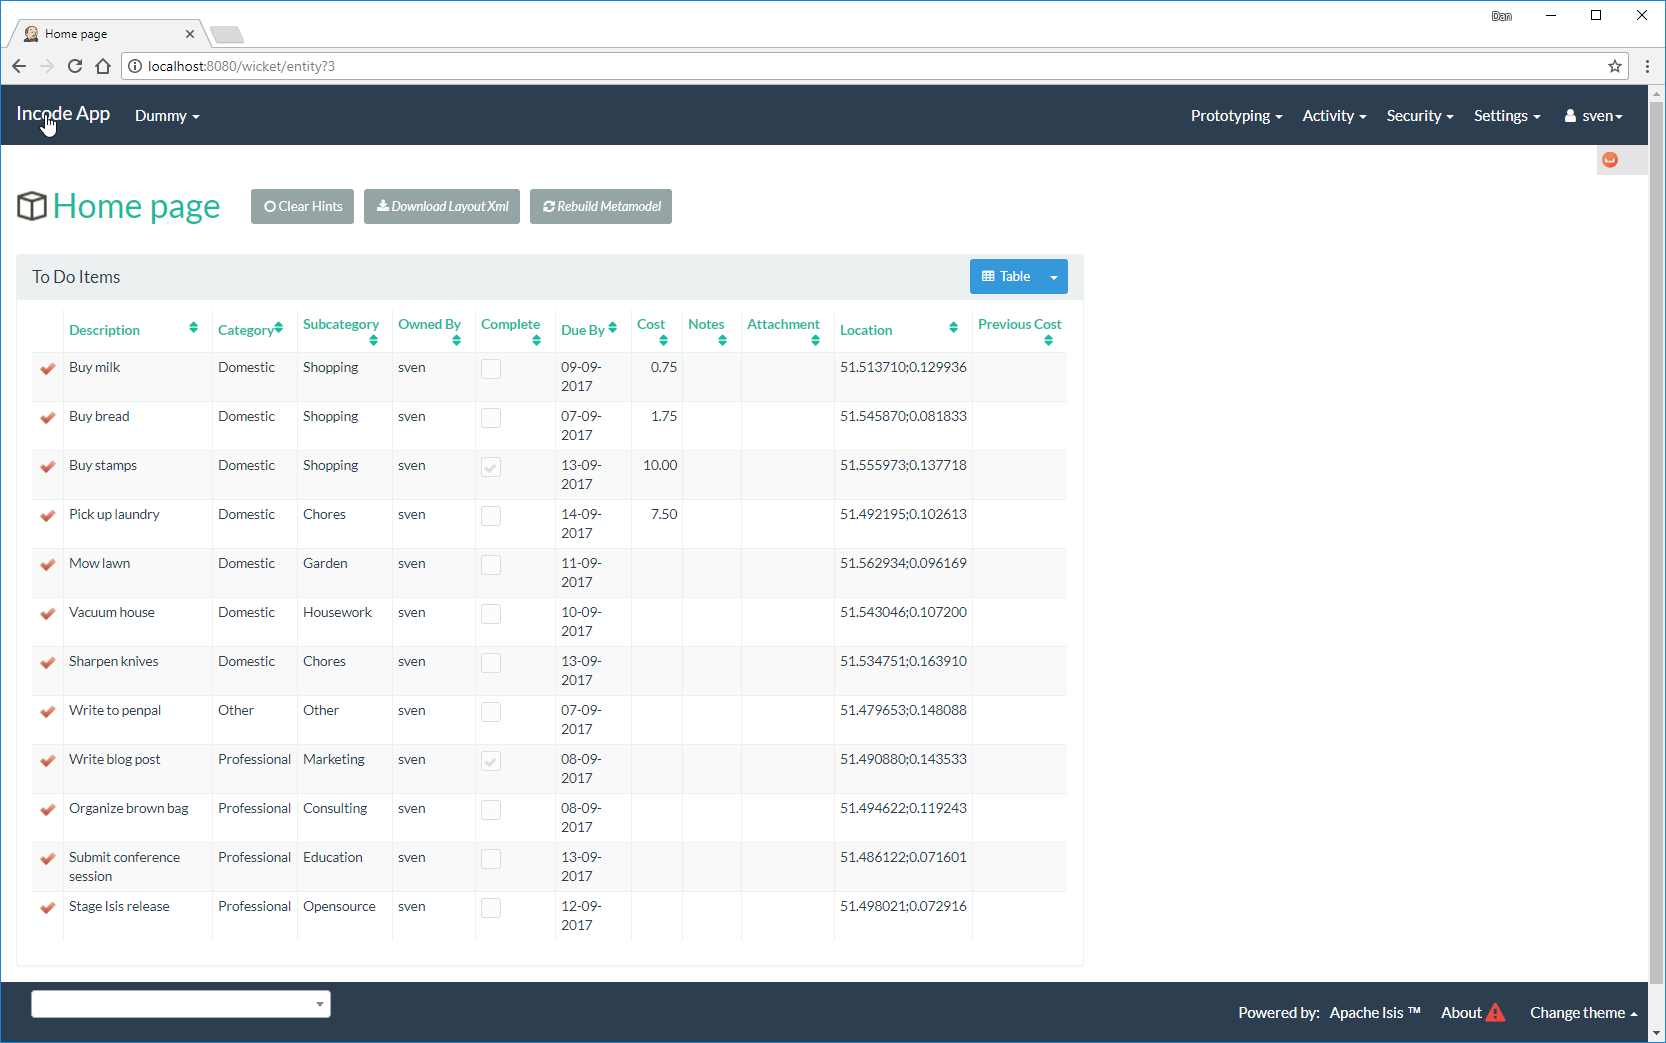 Dan
Home page
localhost:8080/wicket/entity?3
Incode App Dummy Prototyping Activity Security Settings sven
Home page Clear Hints Download Layout Xml Rebuild Metamodel
To Do Items Table
Description Category Subcategory Owned By Complete Due By Cost Notes Attachment Location Previous Cost
Buy milk Domestic Shopping sven 09-09- 0.75 51.513710;0.129936
2017
Buy bread Domestic Shopping sven 07-09- 1.75 51.545870;0.081833
2017
Buy stamps Domestic Shopping sven 13-09- 10.00 51.555973;0.137718
2017
Pick up laundry Domestic Chores sven 14-09- 7.50 51.492195;0.102613
2017
Mow lawn Domestic Garden sven 11-09- 51.562934;0.096169
2017
Vacuum house Domestic Housework sven 10-09- 51.543046;0.107200
2017
Sharpen knives Domestic Chores sven 13-09- 51.534751;0.163910
2017
Write to penpal Other Other sven 07-09- 51.479653;0.148088
2017
Write blog post Professional Marketing sven 08-09- 51.490880;0.143533
2017
Organize brown bag Professional Consulting sven 08-09- 51.494622;0.119243
2017
Submit conference Professional Education sven 13-09- 51.486122;0.071601
session 2017
Stage Isis release Professional Opensource sven 12-09- 51.498021;0.072916
2017
Powered by: Apache Isis ™ About Change theme